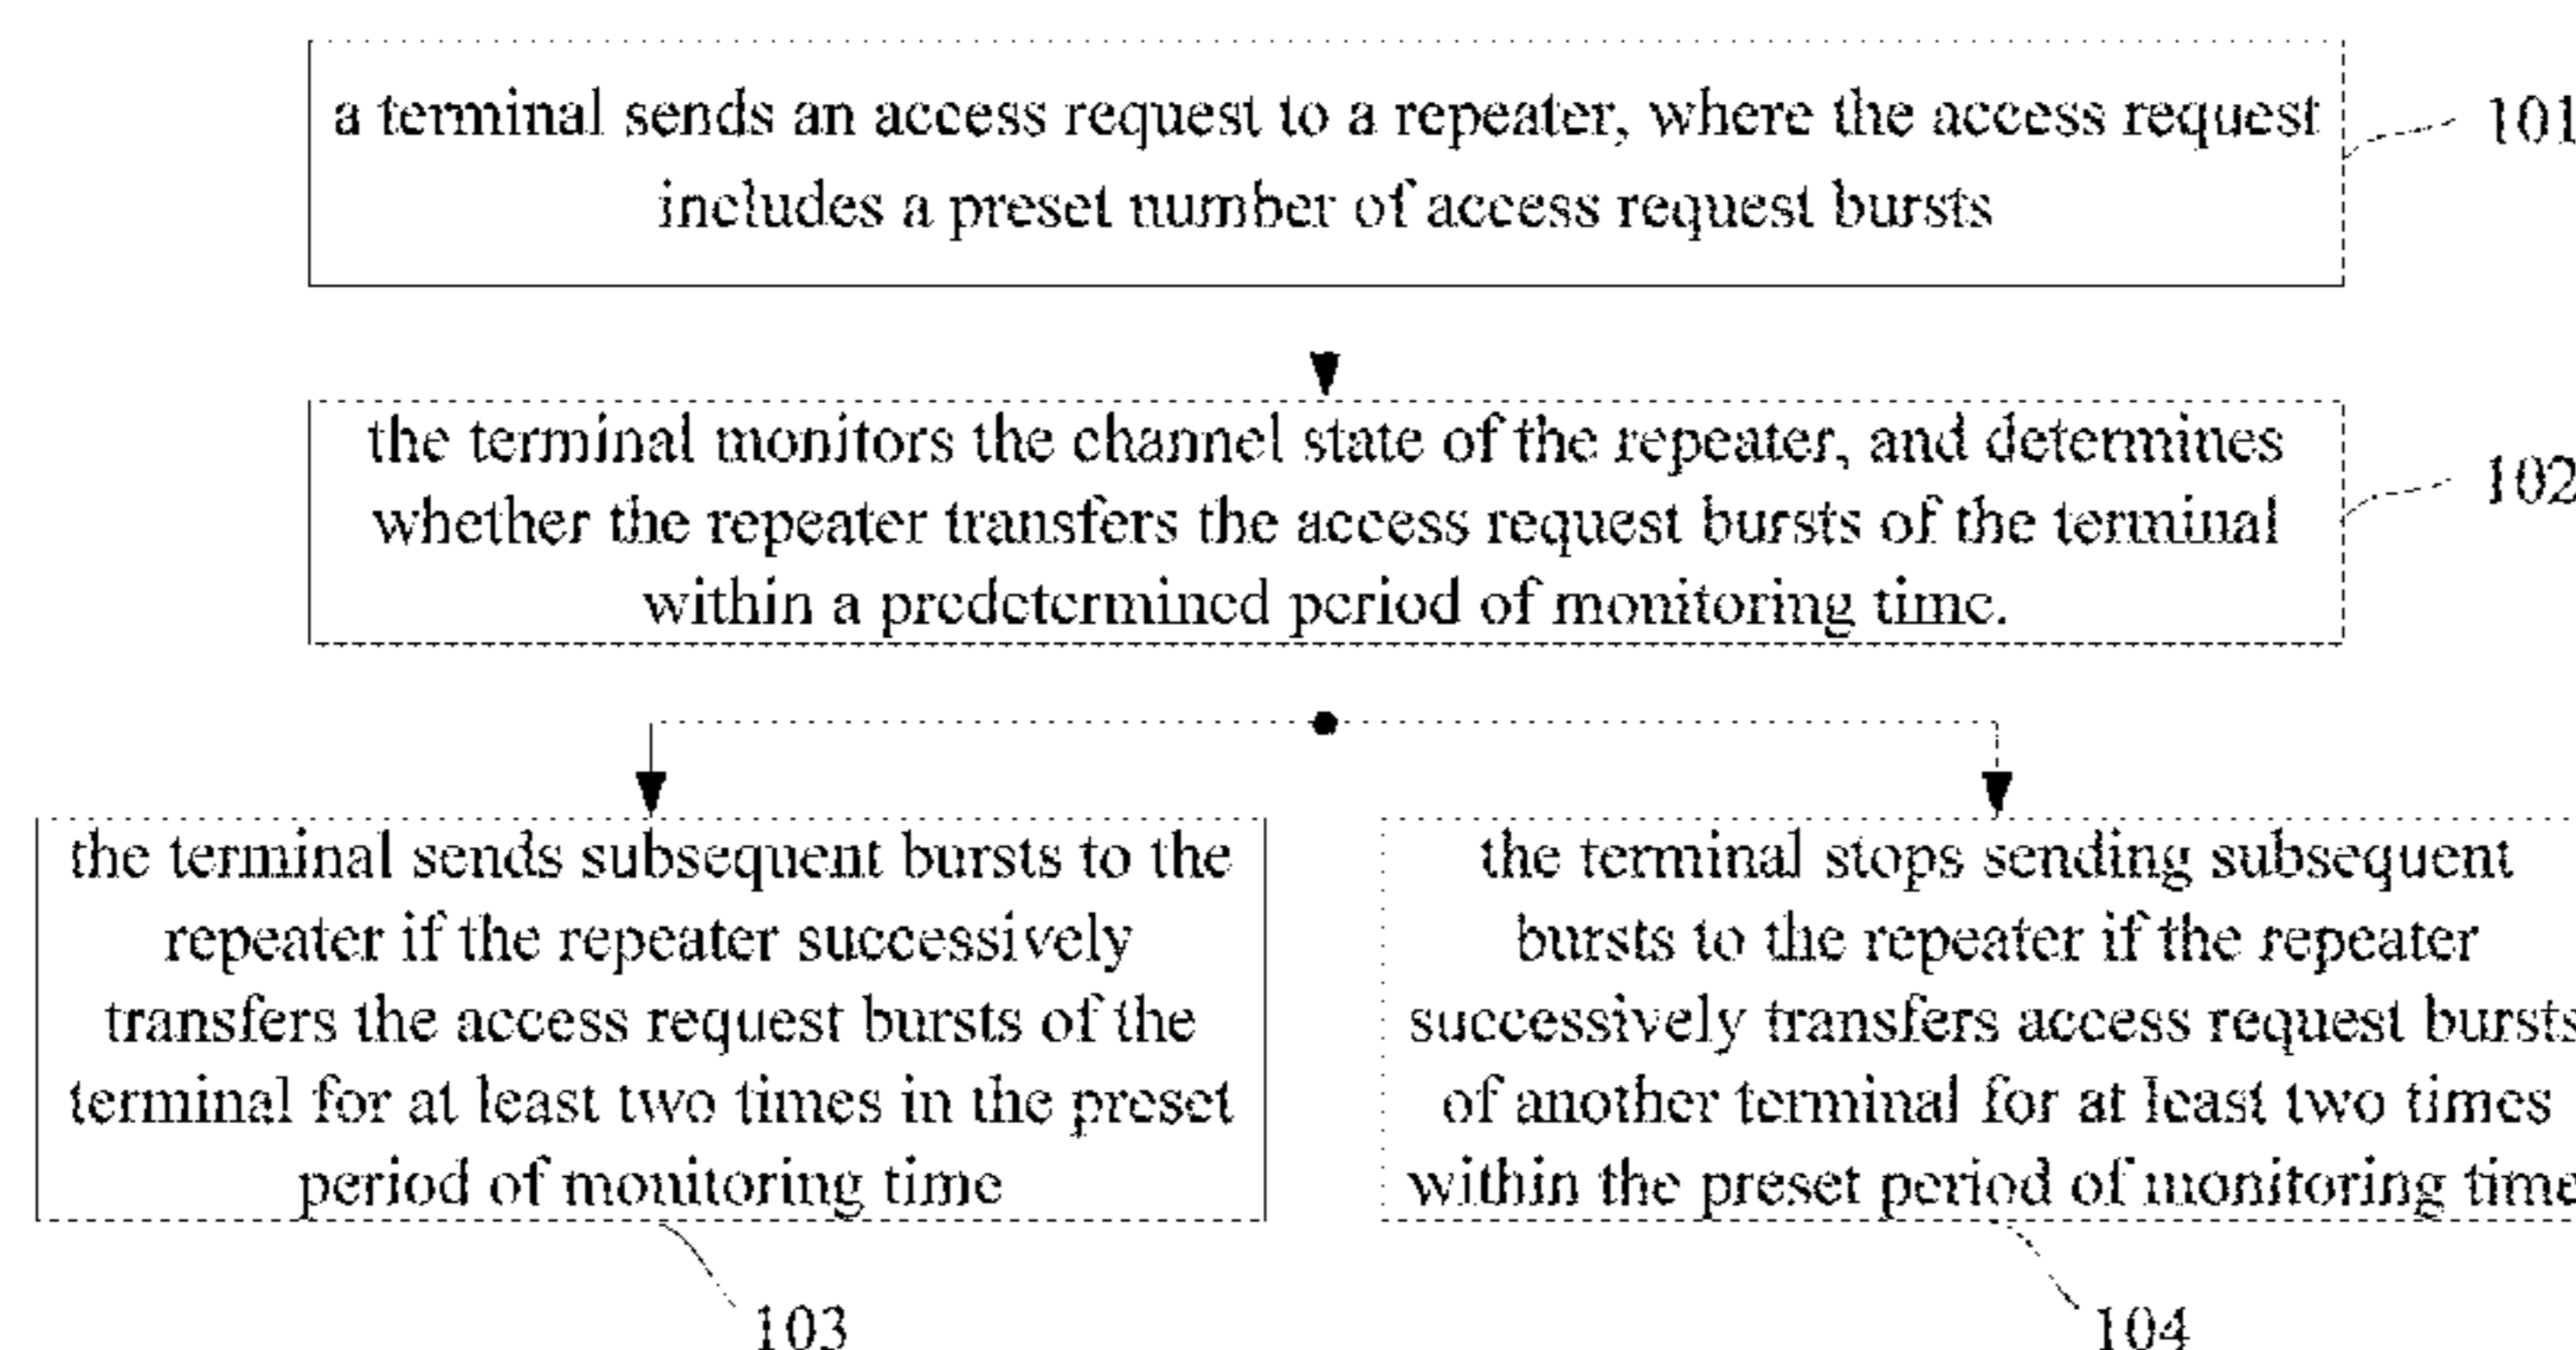 a terminal sends an access request to a repeater, where the access request
includes a preset number of access request bursts
101
the terminal monitors the channel state of the repeater, and determines
whether the repeater transfers the access request bursts of the terminal
within a predetermined period of monitoring time.
102
the terminal sends subsequent bursts to the
repeater if the repeater successively
transfers the access request bursts of the
terminal for at least two times in the preset
period of monitoring time
103
the terminal stops sending subsequent
bursts to the repeater if the repeater
successively transfers access request bursts
of another terminal for at least two times
within the preset period of monitoring time
104